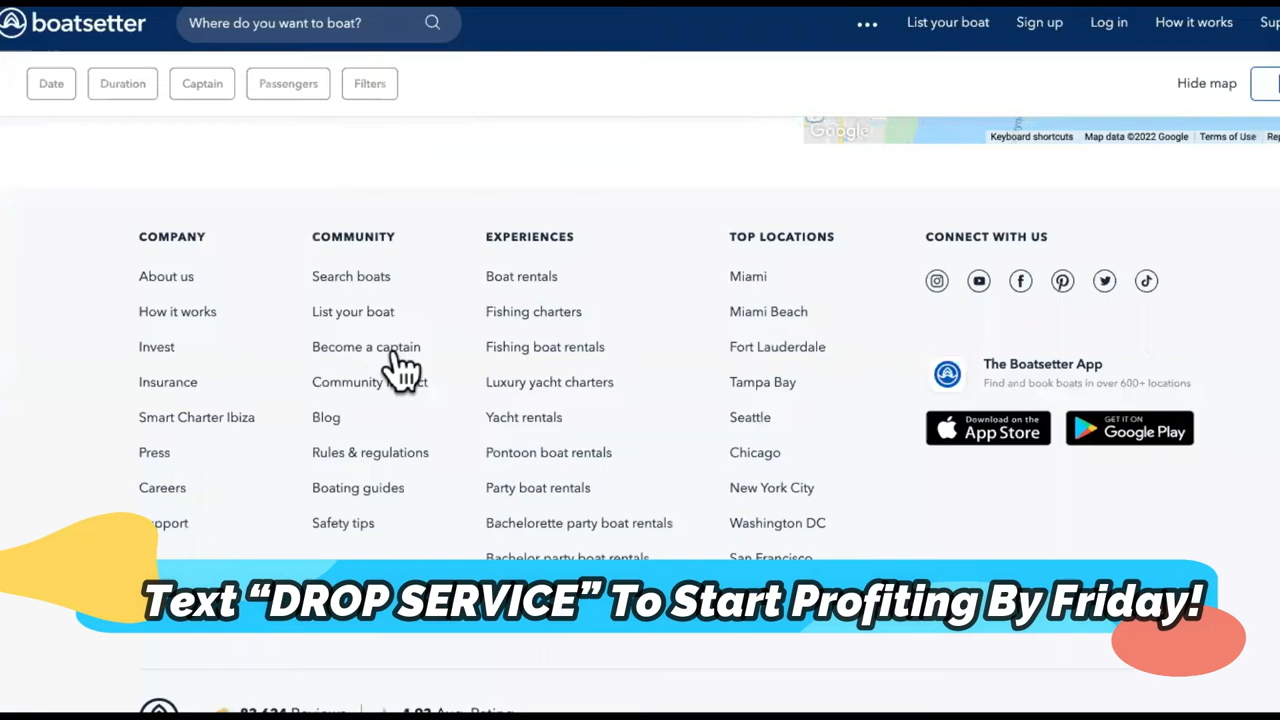 boatsetter
Where do you want to boat?
List your boat
Sign up
Log in
How it works
Date
Duration
Captain
Passengers
Filters
Hide map
Google
Keyboard shortcuts
Map data ©2022 Google
Terms of Use
COMPANY
About us
How it works
Invest
Insurance
Smart Charter Ibiza
Press
Careers
COMMUNITY
Search boats
List your boat
Become a captain
Community
Blog
Rules & regulations
Boating guides
Safety tips
EXPERIENCES
Boat rentals
Fishing charters
Fishing boat rentals
Luxury yacht charters
Yacht rentals
Pontoon boat rentals
Party boat rentals
Bachelorette party boat rentals
Bachelor party boat rentals
TOP LOCATIONS
Miami
Miami Beach
Fort Lauderdale
Tampa Bay
Seattle
Chicago
New York City
Washington DC
San Francisco
CONNECT WITH US
The Boatsetter App
Find and book boats in over 600+ locations
Download on the
App Store
GET IT ON
Google Play
Text “DROP SERVICE” To Start Profiting By Friday!